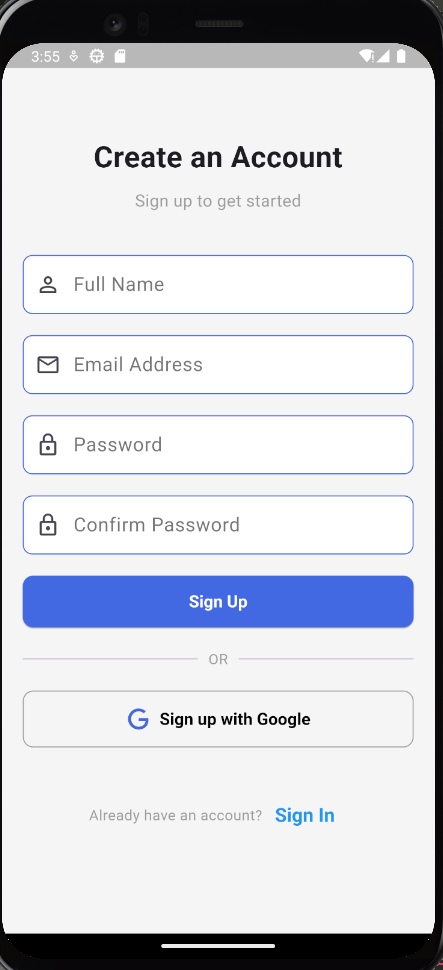 3:55
Create an Account
Sign up to get started
Full Name
Email Address
Password
Confirm Password
Sign Up
OR
Sign up with Google
Already have an account? Sign In